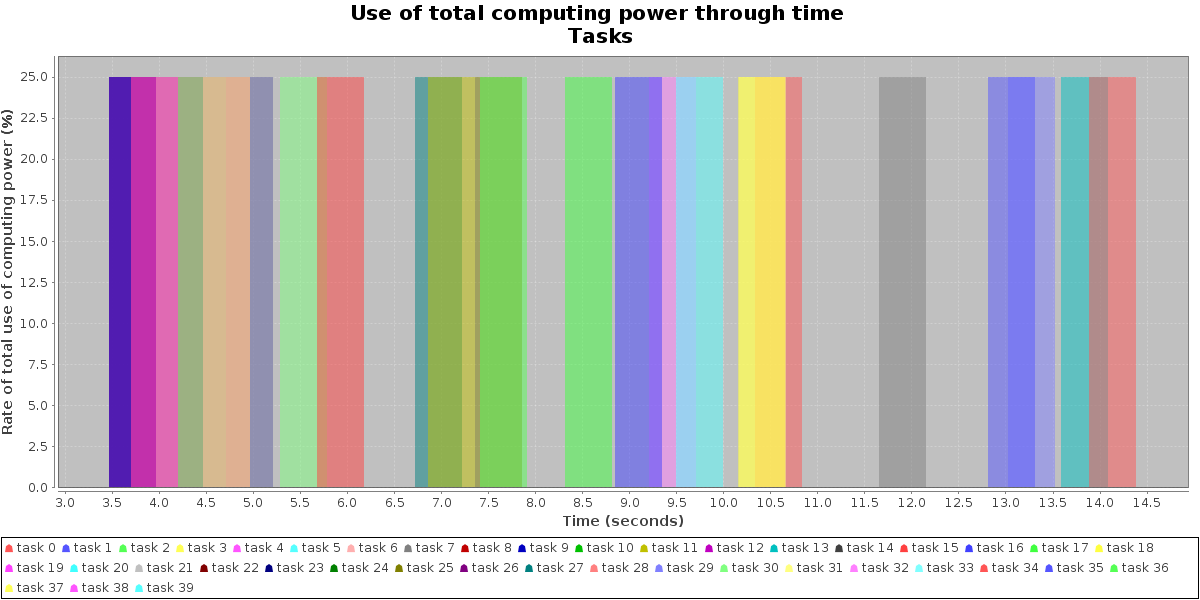 Use of total computing power through time
Tasks
Rate of total use of computing power (%)
25.0
22.5
20.0
17.5
15.0
12.5
10.0
7.5
5.0
2.5
0.0
3.0 3.5 4.0 4.5 5.0 5.5 6.0 6.5 7.0 7.5 8.0 8.5 9.0 9.5 10.0 10.5 11.0 11.5 12.0 12.5 13.0 13.5 14.0 14.5
Time (seconds)
task 0 task 1 task 2 task 3 task 4 task 5 task 6 task 7 task 8 task 9 task 10 task 11 task 12 task 13 task 14 task 15 task 16 task 17 task 18
task 19 task 20 task 21 task 22 task 23 task 24 task 25 task 26 task 27 task 28 task 29 task 30 task 31 task 32 task 33 task 34 task 35 task 36
task 37 task 38 task 39